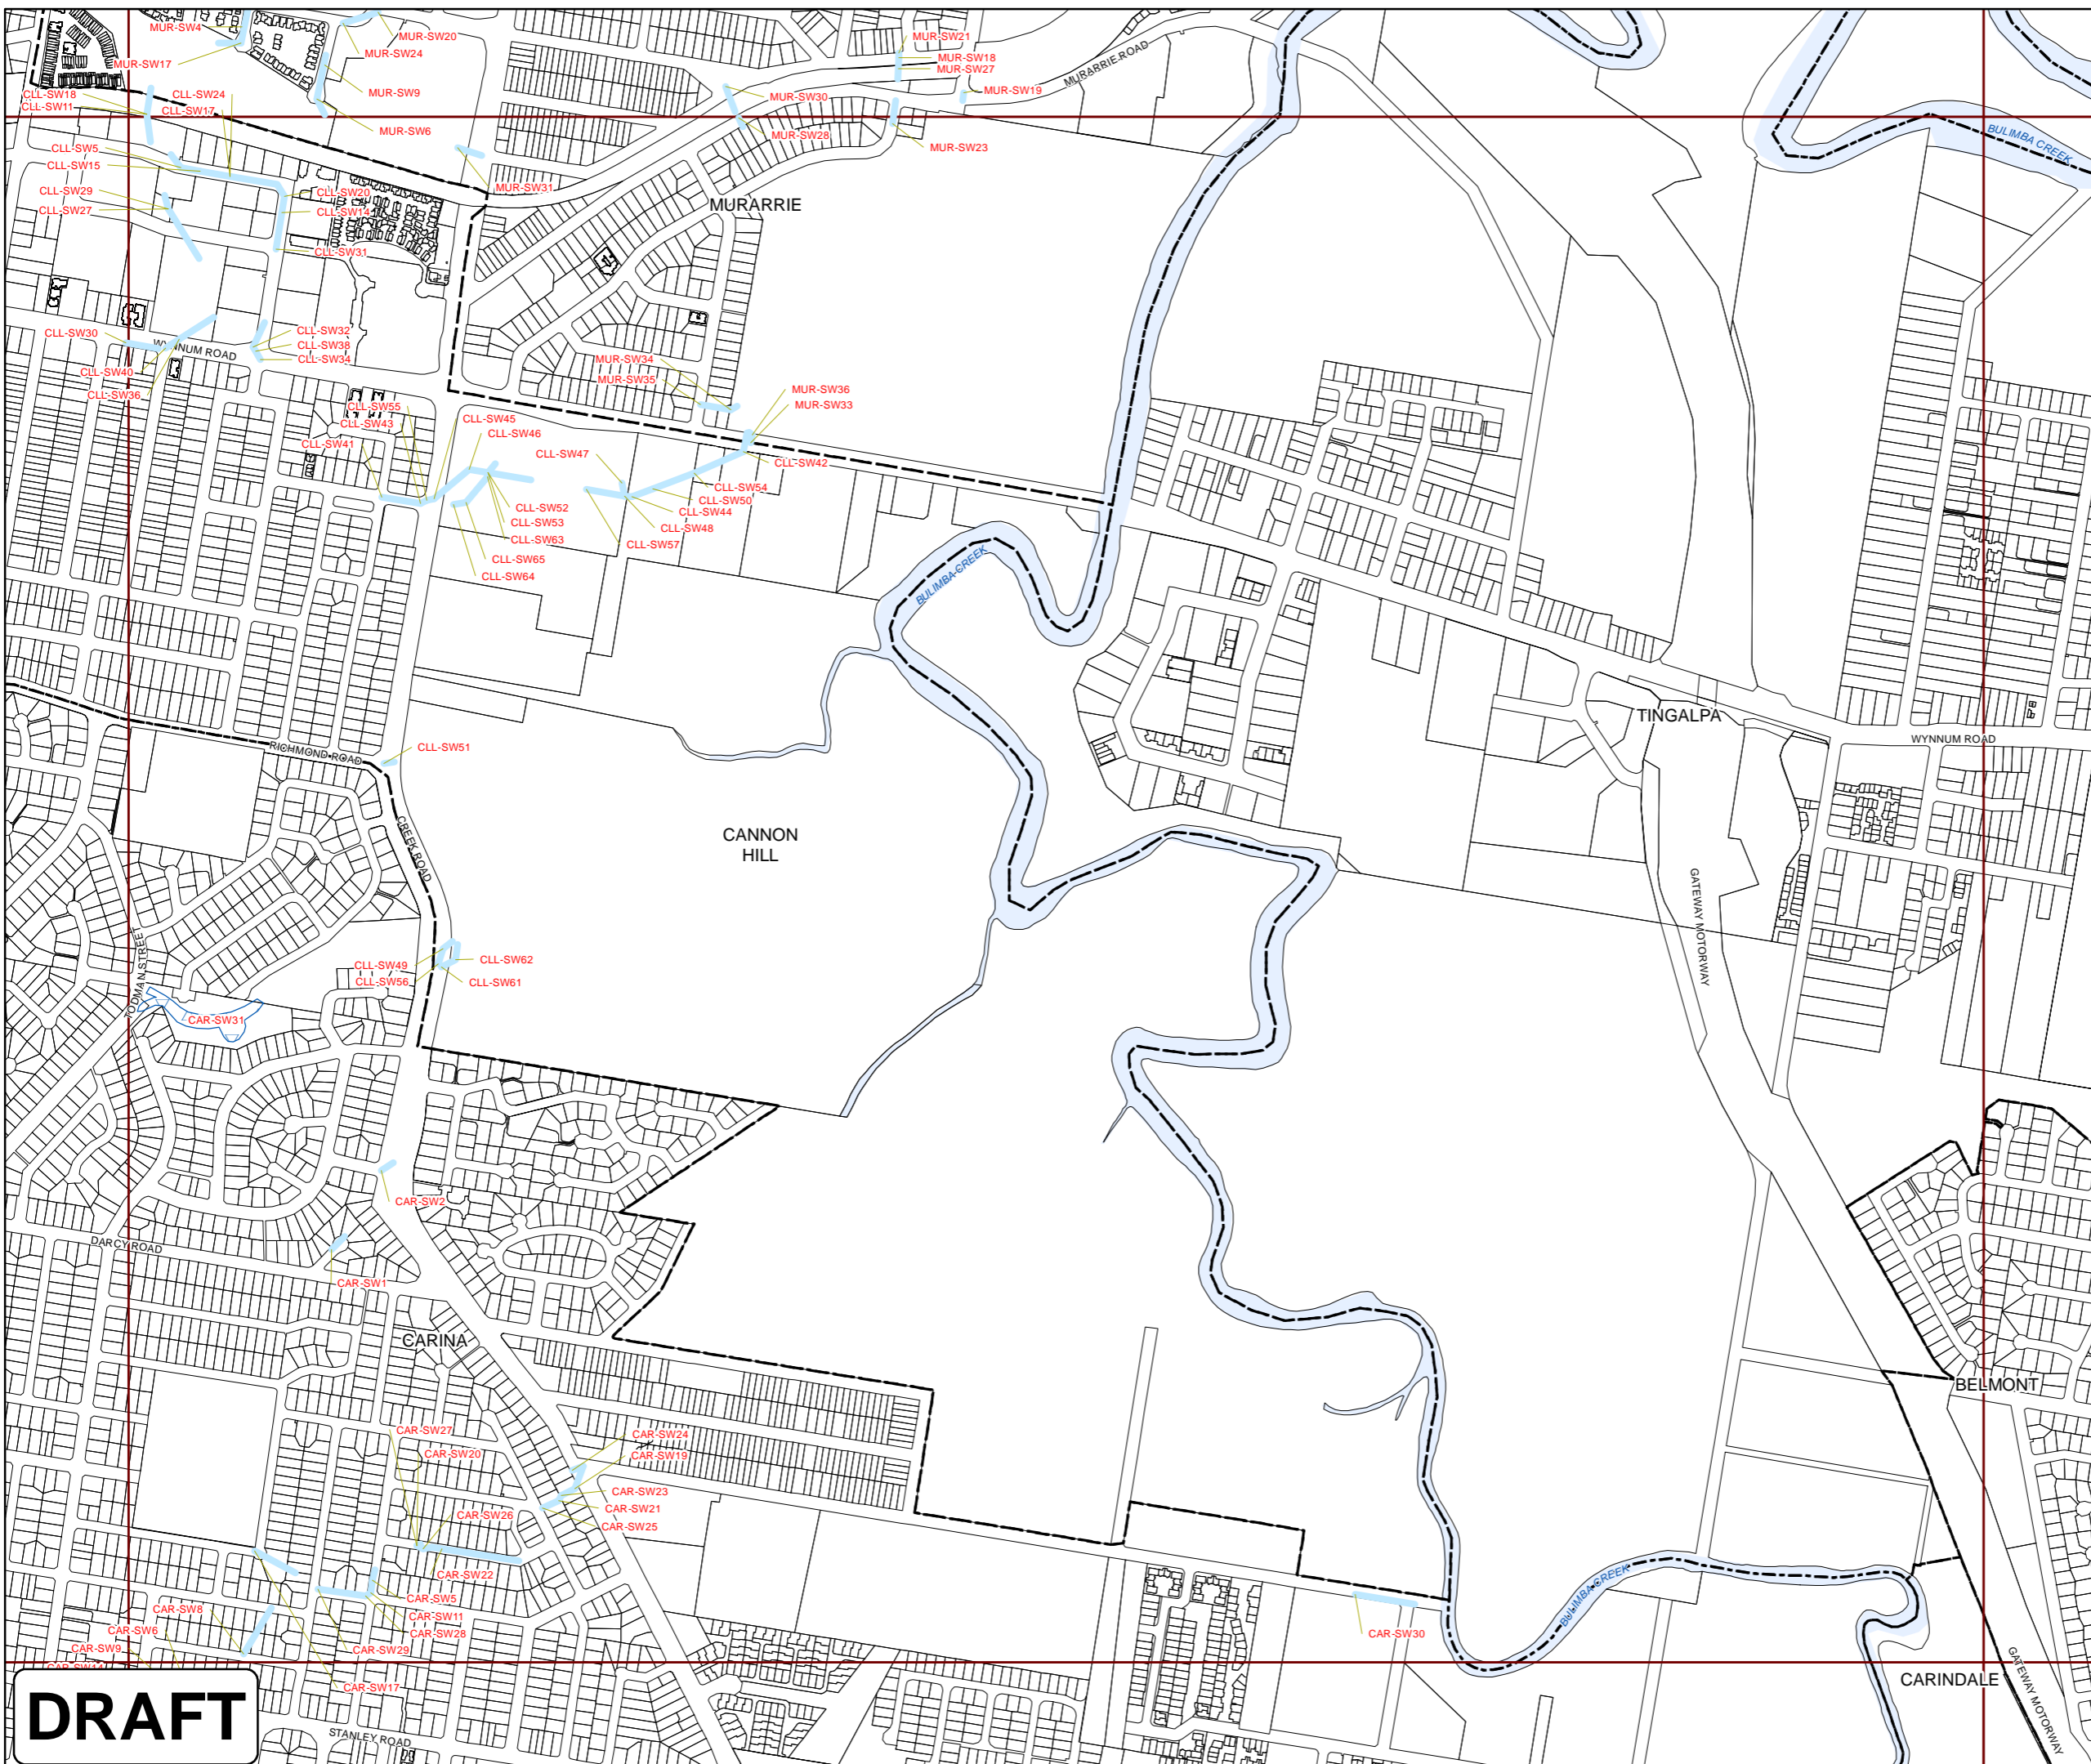 MUR-SW4
MUR-SW20
MUR-SW21
MUR-SW24
MUR-SW18
MUR-SW17
MUR-SW27
MURARRIE ROAD
MUR-SW9
MUR-SW19
CLL-SW18
CLL-SW24
MUR-SW30
CLL-SW11
CLL-SW17
MUR-SW6
MUR-SW28
BULIMBA CREEK
MUR-SW23
CLL-SW5
CLL-SW15
CLL-SW29
CLL-SW20
MUR-SW31
CLL-SW27
CLL-SW14
MURARRIE
CLL-SW31
CLL-SW30
CLL-SW32
WYNNUM ROAD
CLL-SW38
CLL-SW34
CLL-SW40
CLL-SW36
MUR-SW34
MUR-SW35
MUR-SW36
MUR-SW33
CLL-SW55
CLL-SW45
CLL-SW43
CLL-SW46
CLL-SW41
CLL-SW47
CLL-SW42
CLL-SW54
CLL-SW50
CLL-SW52
CLL-SW44
CLL-SW53
CLL-SW48
CLL-SW63
CLL-SW57
CLL-SW65
CLL-SW64
BULIMBA CREEK
TINGALPA
WYNNUM ROAD
RICHMOND ROAD
CLL-SW51
CREEK ROAD
CANNON
HILL
GATEWAY MOTORWAY
TODMAN STREET
CLL-SW49
CLL-SW62
CLL-SW56
CLL-SW61
CAR-SW31
CAR-SW2
DARCY ROAD
CAR-SW1
CARINA
BELMONT
CAR-SW27
CAR-SW24
CAR-SW20
CAR-SW19
CAR-SW23
CAR-SW21
CAR-SW26
CAR-SW25
CAR-SW22
CAR-SW5
CAR-SW8
CAR-SW11
CAR-SW6
CAR-SW28
CAR-SW9
CAR-SW29
CAR-SW14
CAR-SW30
BULIMBA CREEK
CAR-SW17
CARINDALE
GATEWAY MOTORWAY
DRAFT
STANLEY ROAD